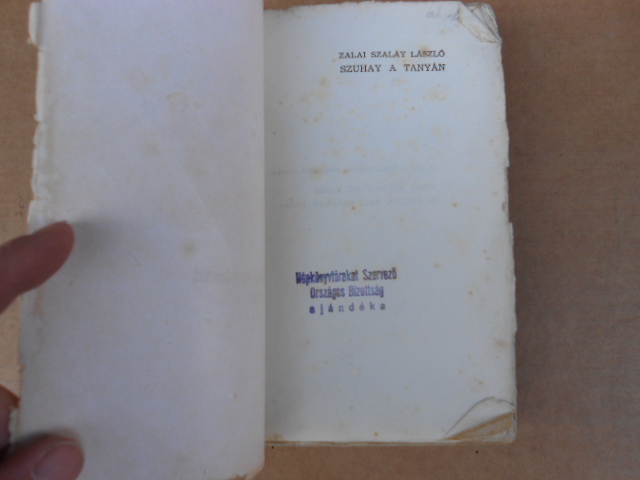 ZALAI SZALAY LÁSZLÓ
SZUHAY A TANYÁN
Népkönyvtárakat Szervező
Országos Bizottság
ajándéka